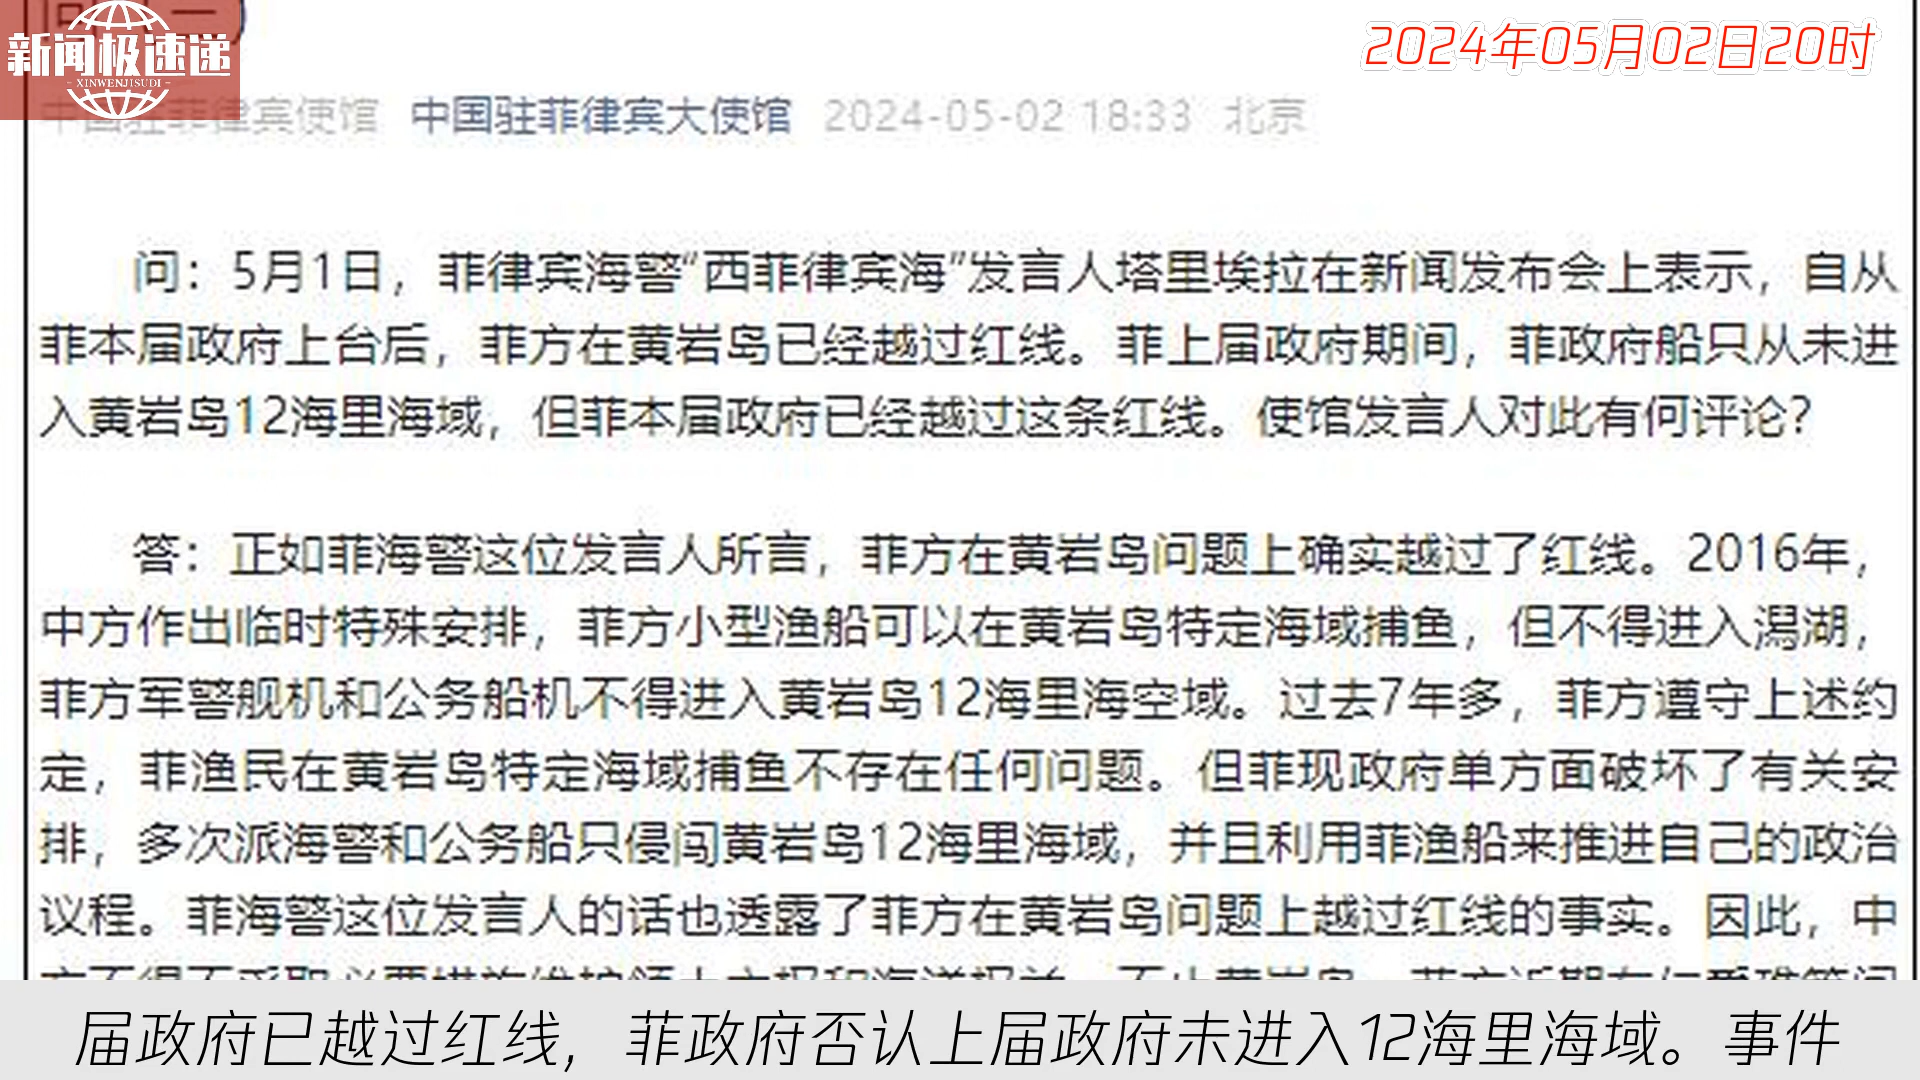 新闻极速递
XINWENJISUDI
2024年05月02日20时
中国驻菲律宾使馆 中国驻菲律宾大使馆 2024-05-02 18:33 北京
问：5月1日，菲律宾海警“西菲律宾海”发言人塔里埃拉在新闻发布会上表示，自从
菲本届政府上台后，菲方在黄岩岛已经越过红线。菲上届政府期间，菲政府船只从未进
入黄岩岛12海里海域，但菲本届政府已经越过这条红线。使馆发言人对此有何评论？
答：正如菲海警这位发言人所言，菲方在黄岩岛问题上确实越过了红线。2016年，
中方作出临时特殊安排，菲方小型渔船可以在黄岩岛特定海域捕鱼，但不得进入潟湖，
菲方军警舰机和公务船机不得进入黄岩岛12海里海空域。过去7年多，菲方遵守上述约
定，菲渔民在黄岩岛特定海域捕鱼不存在任何问题。但菲现政府单方面破坏了有关安
排，多次派海警和公务船只侵闯黄岩岛12海里海域，并且利用菲渔船来推进自己的政治
议程。菲海警这位发言人的话也透露了菲方在黄岩岛问题上越过红线的事实。因此，中
届政府已越过红线，菲政府否认上届政府未进入12海里海域。事件